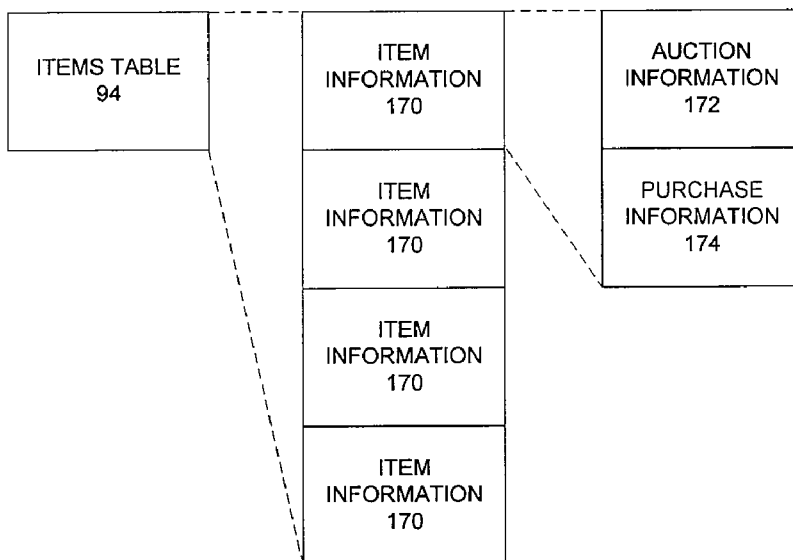 ITEMS TABLE
94
ITEM
INFORMATION
170
ITEM
INFORMATION
170
ITEM
INFORMATION
170
ITEM
INFORMATION
170
AUCTION
INFORMATION
172
PURCHASE
INFORMATION
174